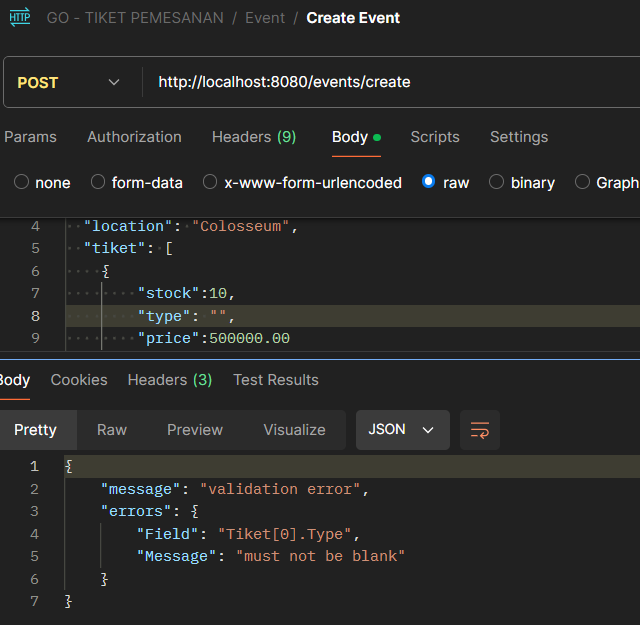 HTTP GO - TIKET PEMESANAN / Event / Create Event
POST http://localhost:8080/events/create
Params Authorization Headers (9) Body Scripts Settings
none form-data x-www-form-urlencoded raw binary Graph
4 "location": "Colosseum",
5 "tiket": [
6 {
7 "stock":10,
8 "type": "",
9 "price":500000.00
Body Cookies Headers (3) Test Results
Pretty Raw Preview Visualize JSON
1 {
2 "message": "validation error",
3 "errors": {
4 "Field": "Tiket[0].Type",
5 "Message": "must not be blank"
6 }
7 }